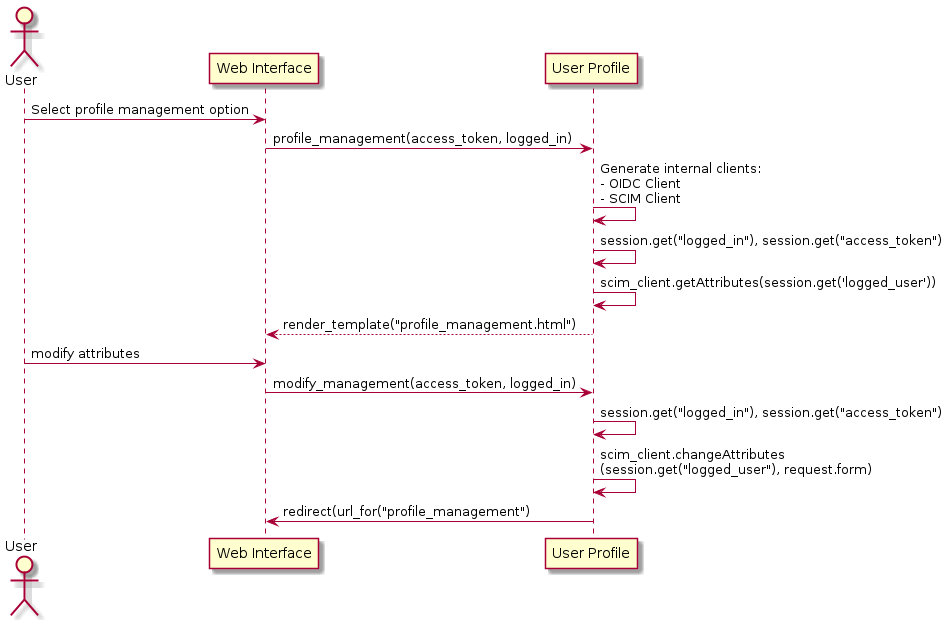 User
Web Interface
User Profile
Select profile management option
profile_management(access_token, logged_in)
Generate internal clients:
- OIDC Client
- SCIM Client
session.get("logged_in"), session.get("access_token")
scim_client.getAttributes(session.get('logged_user'))
render_template("profile_management.html")
modify attributes
modify_management(access_token, logged_in)
session.get("logged_in"), session.get("access_token")
scim_client.changeAttributes
(session.get("logged_user"), request.form)
redirect(url_for("profile_management")
User
Web Interface
User Profile